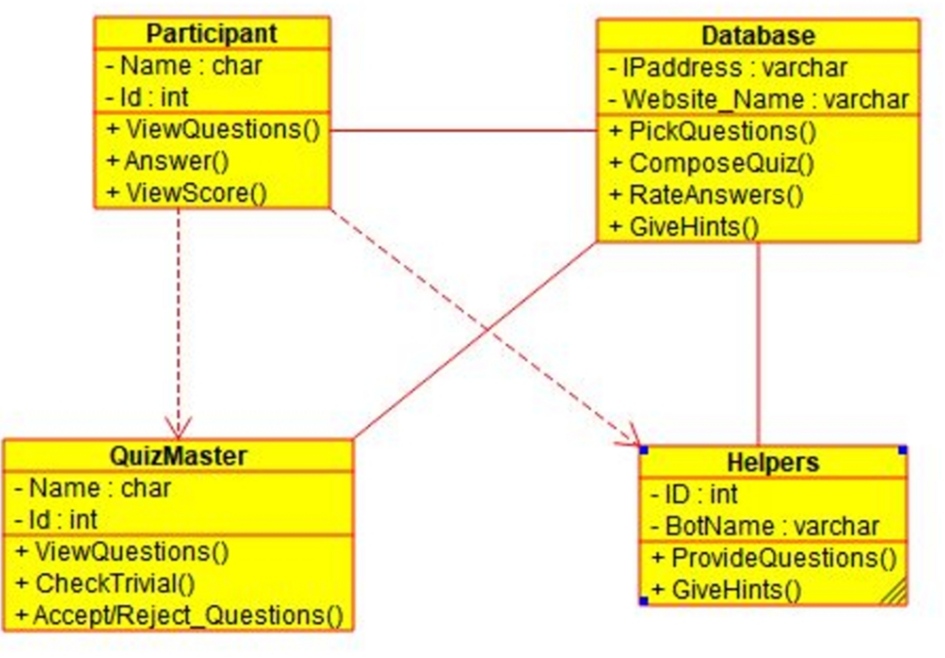 Participant
- Name : char
- Id : int
+ ViewQuestions()
+ Answer()
+ ViewScore()
Database
- IPaddress : varchar
- Website_Name : varchar
+ PickQuestions()
+ ComposeQuiz()
+ RateAnswers()
+ GiveHints()
QuizMaster
- Name : char
- Id : int
+ ViewQuestions()
+ CheckTrivial()
+ Accept/Reject_Questions()
Helpers
- ID : int
- BotName : varchar
+ ProvideQuestions()
+ GiveHints()